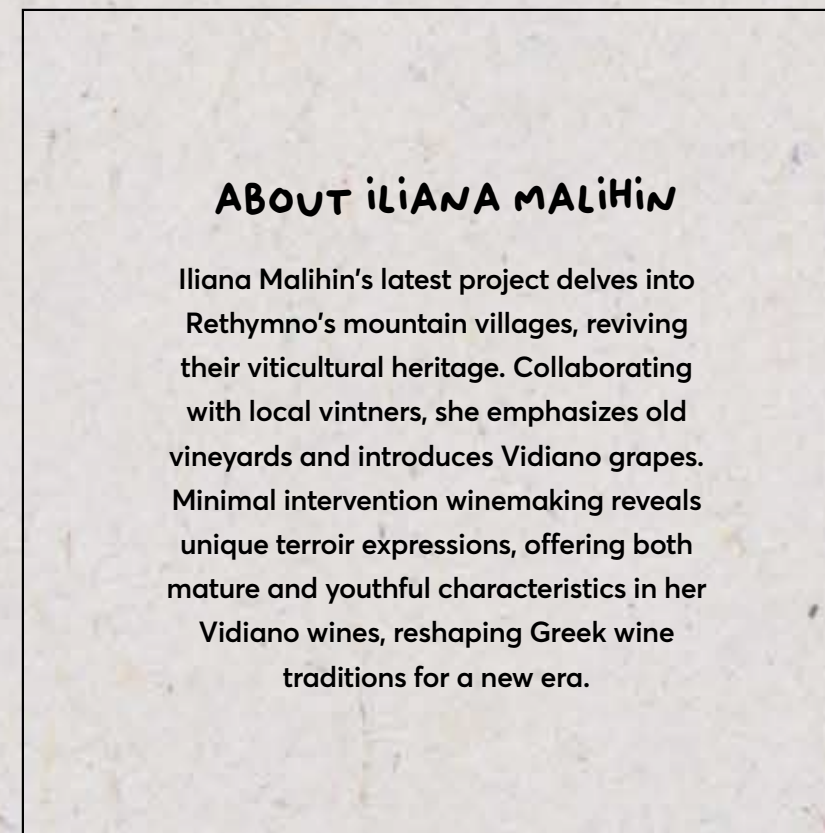 ABOUT iLiANA MALiHiN
Iliana Malihin's latest project delves into
Rethymno's mountain villages, reviving
their viticultural heritage. Collaborating
with local vintners, she emphasizes old
vineyards and introduces Vidiano grapes.
Minimal intervention winemaking reveals
unique terroir expressions, offering both
mature and youthful characteristics in her
Vidiano wines, reshaping Greek wine
traditions for a new era.